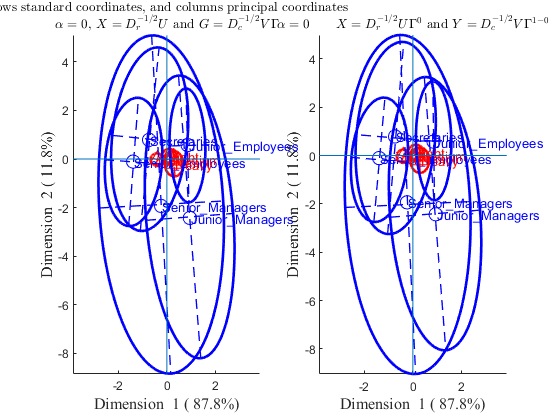 ows standard coordinates, and columns principal coordinates
α = 0, X = D_r^{-1/2}U and G = D_c^{-1/2}VΓ
α = 0 X = D_r^{-1/2}UΓ^0 and Y = D_c^{-1/2}VΓ^{1-0}
4
2
0
-2
-4
-6
-8
-2
0
2
Dimension 2 ( 11.8%)
Dimension 1 ( 87.8%)
Secretaries
Junior_Employees
Senior_Managers
Junior_Managers
4
2
0
-2
-4
-6
-8
-2
0
2
Dimension 2 ( 11.8%)
Dimension 1 ( 87.8%)
Secretaries
Junior_Employees
Senior_Managers
Junior_Managers